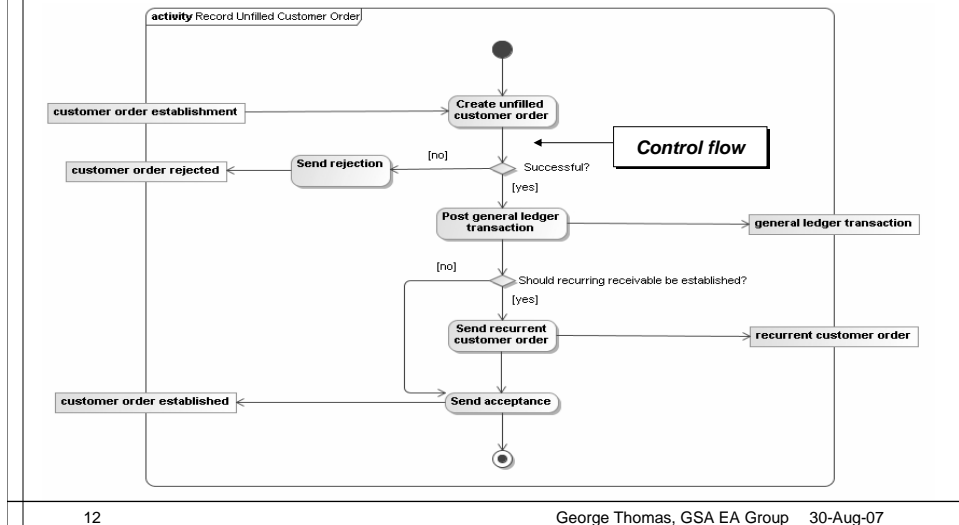 activity Record Unfilled Customer Order
customer order establishment
Create unfilled
customer order
Control flow
[no]
Successful?
Send rejection
customer order rejected
[yes]
Post general ledger
transaction
general ledger transaction
[no]
Should recurring receivable be established?
[yes]
Send recurrent
customer order
recurrent customer order
customer order established
Send acceptance
12
George Thomas, GSA EA Group 30-Aug-07